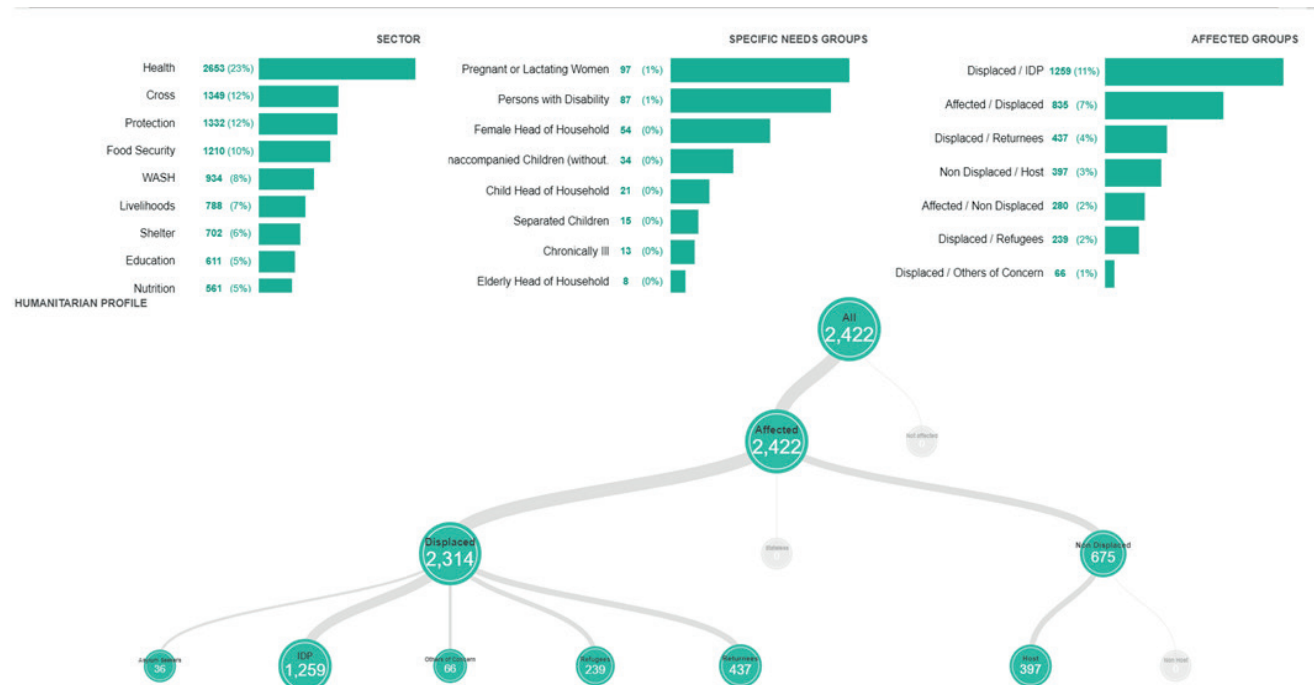 SECTOR
Health 2653 (23%)
Cross 1349 (12%)
Protection 1332 (12%)
Food Security 1210 (10%)
WASH 934 (8%)
Livelihoods 788 (7%)
Shelter 702 (6%)
Education 611 (5%)
Nutrition 561 (5%)
SPECIFIC NEEDS GROUPS
Pregnant or Lactating Women 97 (1%)
Persons with Disability 87 (1%)
Female Head of Household 54 (0%)
naccompanied Children (without. 34 (0%)
Child Head of Household 21 (0%)
Separated Children 15 (0%)
Chronically Ill 13 (0%)
Elderly Head of Household 8 (0%)
AFFECTED GROUPS
Displaced / IDP 1259 (11%)
Affected / Displaced 835 (7%)
Displaced / Returnees 437 (4%)
Non Displaced / Host 397 (3%)
Affected / Non Displaced 280 (2%)
Displaced / Refugees 239 (2%)
Displaced / Others of Concern 66 (1%)
HUMANITARIAN PROFILE
All
2,422
Affected
2,422
Not affected
Displaced
2,314
Stateless
Non Displaced
675
Asylum Seekers
36
IDP
1,259
Others of Concern
66
Refugees
239
Returnees
437
Host
397
Non Host